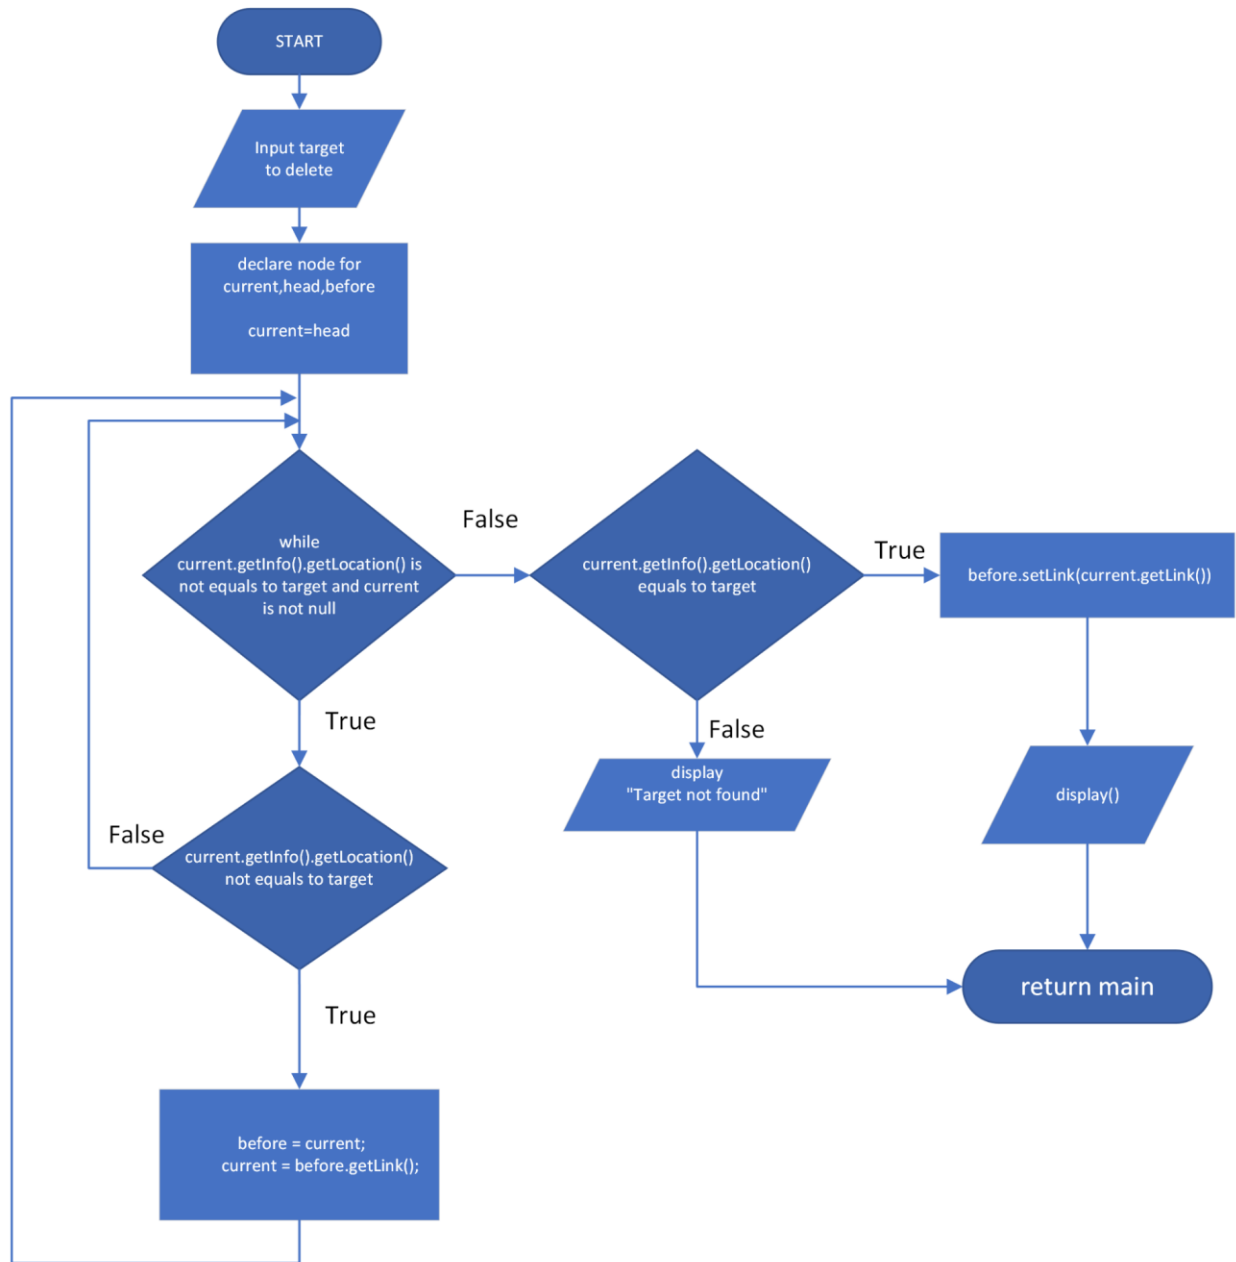 START
Input target
to delete
declare node for
current,head,before
current=head
while
current.getInfo().getLocation() is
not equals to target and current
is not null
False
current.getInfo().getLocation()
equals to target
True
before.setLink(current.getLink())
True
False
display
"Target not found"
display()
False
current.getInfo().getLocation()
not equals to target
return main
True
before = current;
current = before.getLink();